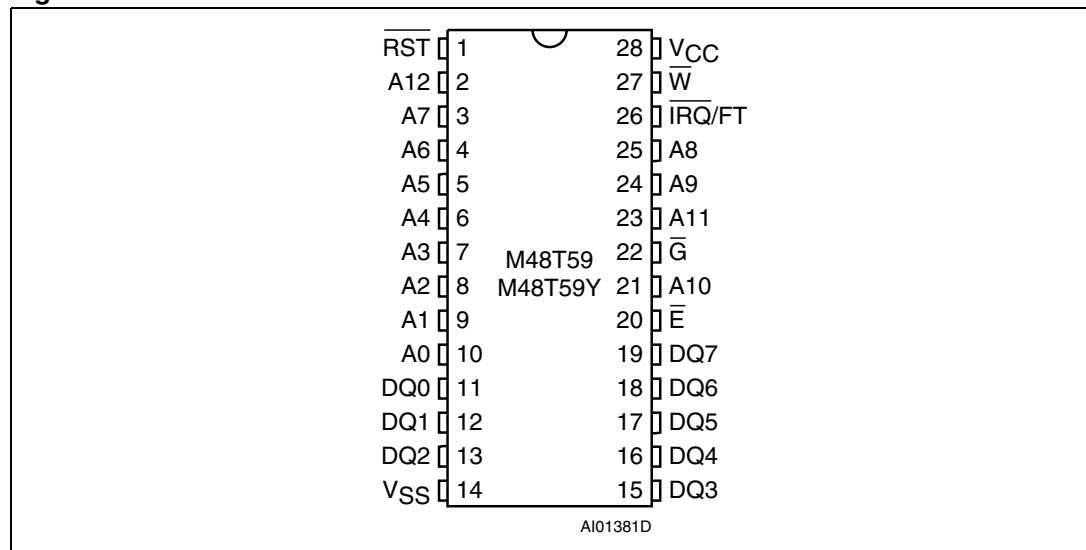 R̅S̅T̅ 1 28 VCC
A12 2 27 W̅
A7 3 26 I̅R̅Q̅/FT
A6 4 25 A8
A5 5 24 A9
A4 6 23 A11
A3 7 22 G̅
M48T59
A2 8 M48T59Y 21 A10
A1 9 20 E̅
A0 10 19 DQ7
DQ0 11 18 DQ6
DQ1 12 17 DQ5
DQ2 13 16 DQ4
VSS 14 15 DQ3
AI01381D